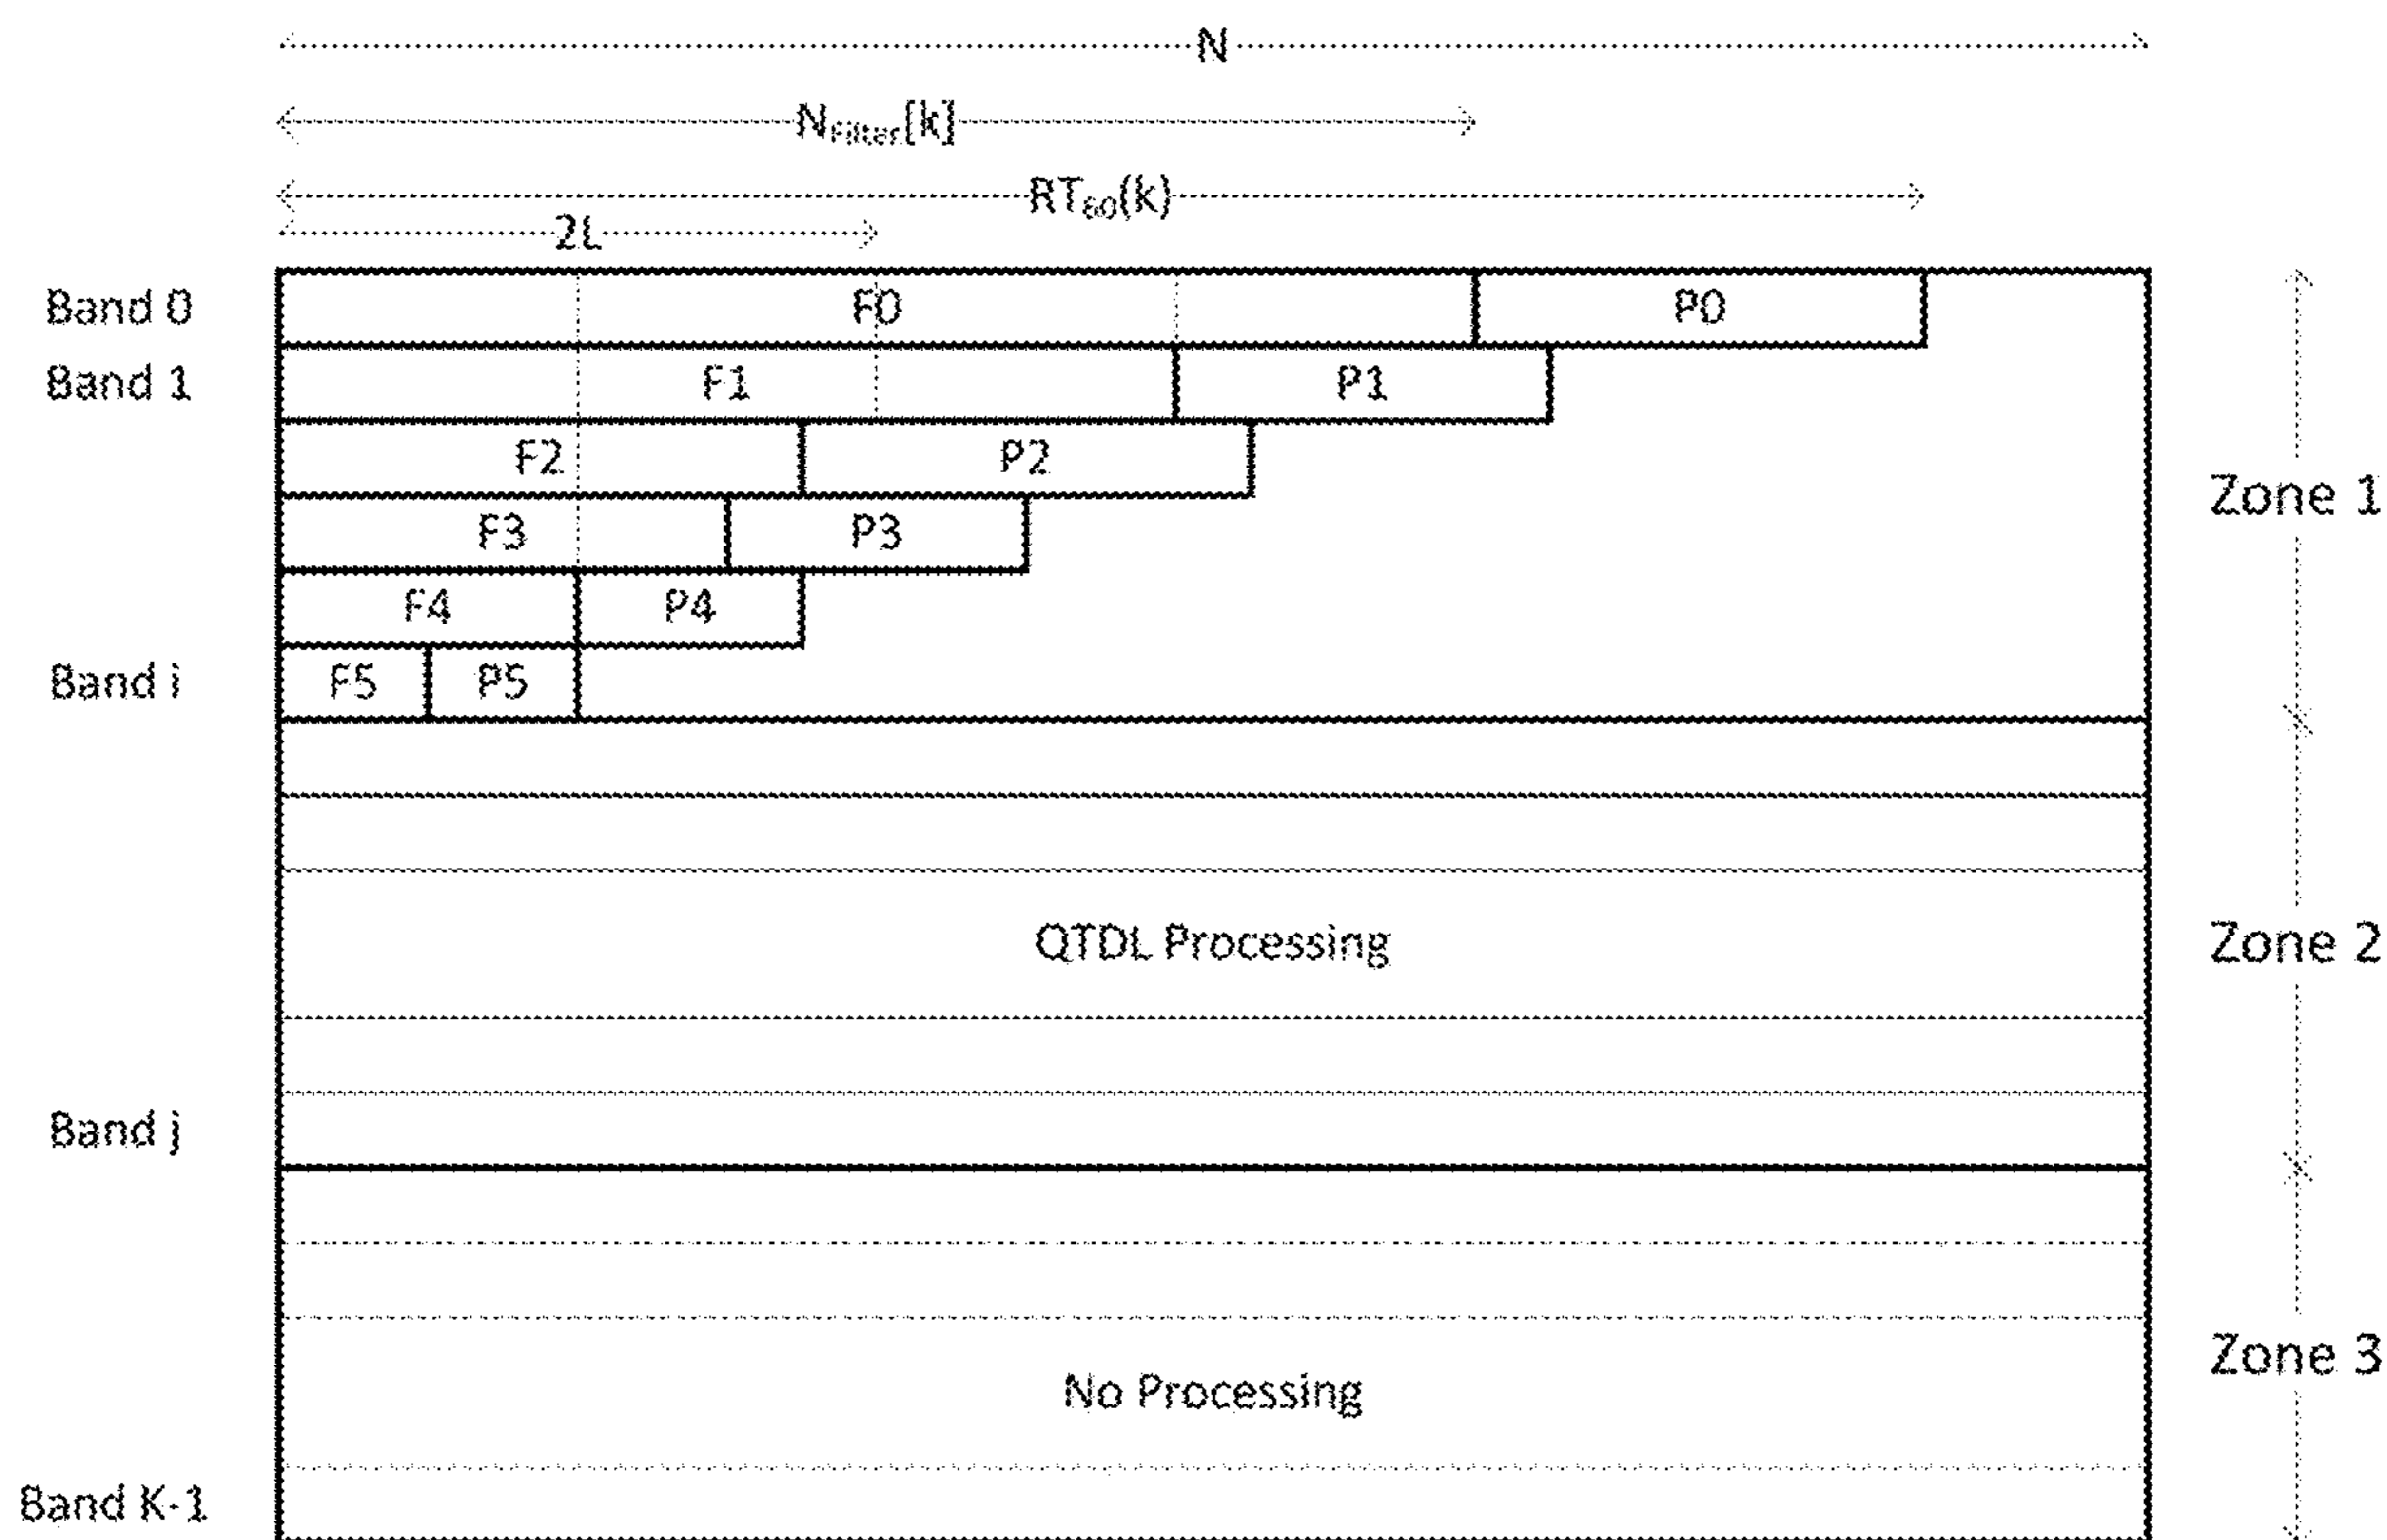 N
NFilter[k]
RT60(k)
2L
Band 0 F0 P0
Band 1 F1 P1
F2 P2
F3 P3
Zone 1
F4 P4
Band i F5 P5
QTDL Processing
Zone 2
Band j
Zone 3
No Processing
Band K-1